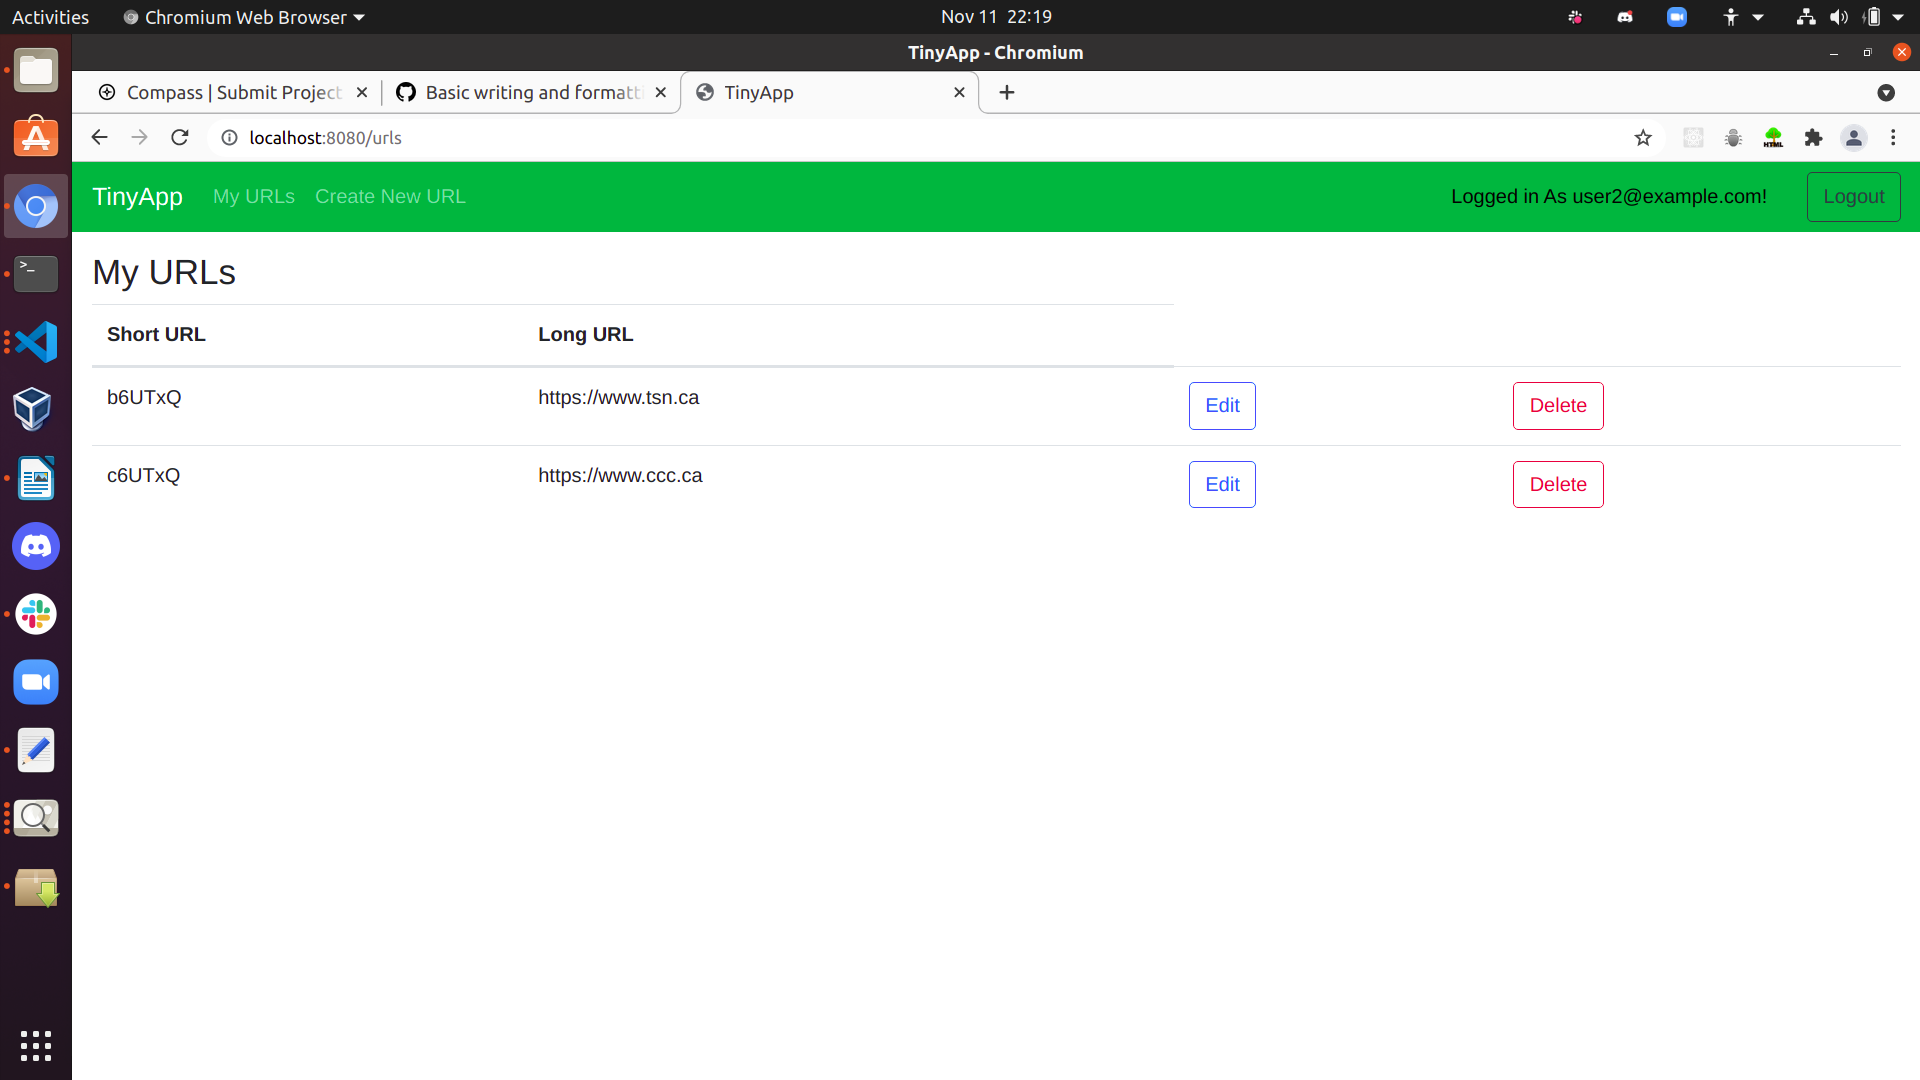 Activities Chromium Web Browser Nov 11 22:19
TinyApp - Chromium
Compass | Submit Project Basic writing and formatti TinyApp
localhost:8080/urls
HTML
TinyApp My URLs Create New URL Logged in As user2@example.com! Logout
My URLs
Short URL Long URL
b6UTxQ https://www.tsn.ca Edit Delete
c6UTxQ https://www.ccc.ca Edit Delete